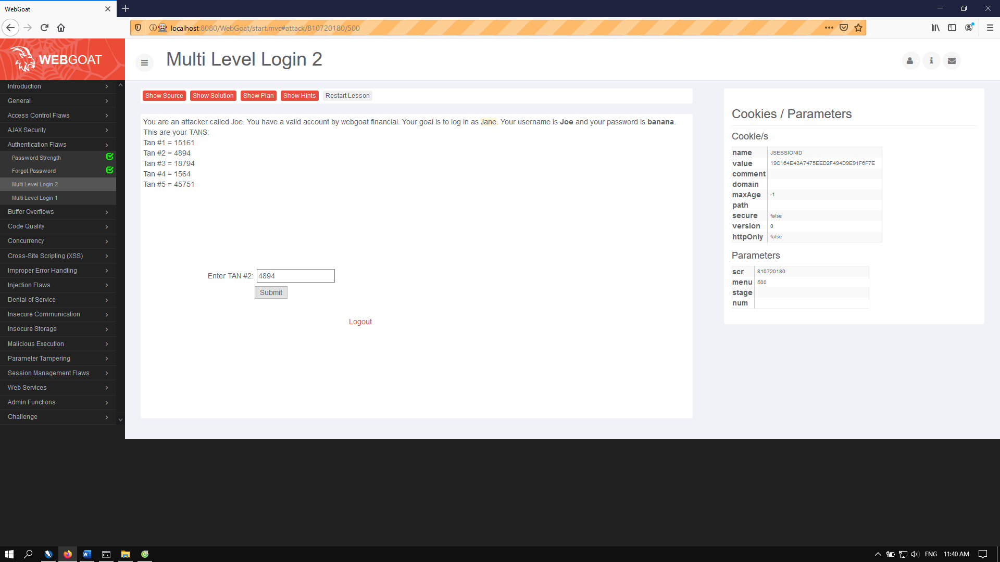 WebGoat
localhost:8080/WebGoat/start.mvc#attack/810720180/500
WEBGOAT
Multi Level Login 2
Introduction
General
Access Control Flaws
AJAX Security
Authentication Flaws
Password Strength
Forgot Password
Multi Level Login 2
Multi Level Login 1
Buffer Overflows
Code Quality
Concurrency
Cross-Site Scripting (XSS)
Improper Error Handling
Injection Flaws
Denial of Service
Insecure Communication
Insecure Storage
Malicious Execution
Parameter Tampering
Session Management Flaws
Web Services
Admin Functions
Challenge
Show Source Show Solution Show Plan Show Hints Restart Lesson
You are an attacker called Joe. You have a valid account by webgoat financial. Your goal is to log in as Jane. Your username is Joe and your password is banana.
This are your TANS:
Tan #1 = 15161
Tan #2 = 4894
Tan #3 = 18794
Tan #4 = 1564
Tan #5 = 45751
Enter TAN #2: 4894
Submit
Logout
Cookies / Parameters
Cookie/s
name JSESSIONID
value 19C164E43A7475EED2F494D9E91F6F7E
comment
domain
maxAge -1
path
secure false
version 0
httpOnly false
Parameters
scr 810720180
menu 500
stage
num
ENG 11:40 AM